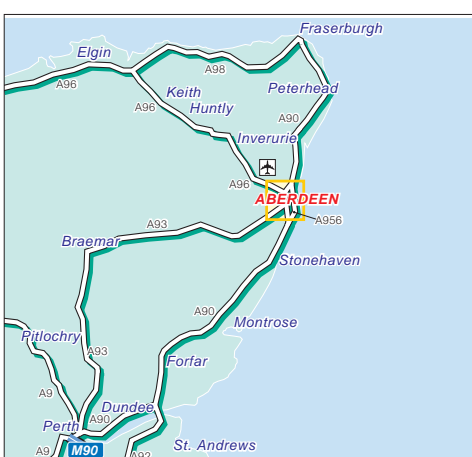 Fraserburgh
Elgin
A98
A96
Keith
Peterhead
A96
Huntly
A90
Inverurie
A96
ABERDEEN
A956
A93
Braemar
Stonehaven
A90
Montrose
Pitlochry
A93
Forfar
A9
Dundee
A90
Perth
St. Andrews
A9
M90
A92